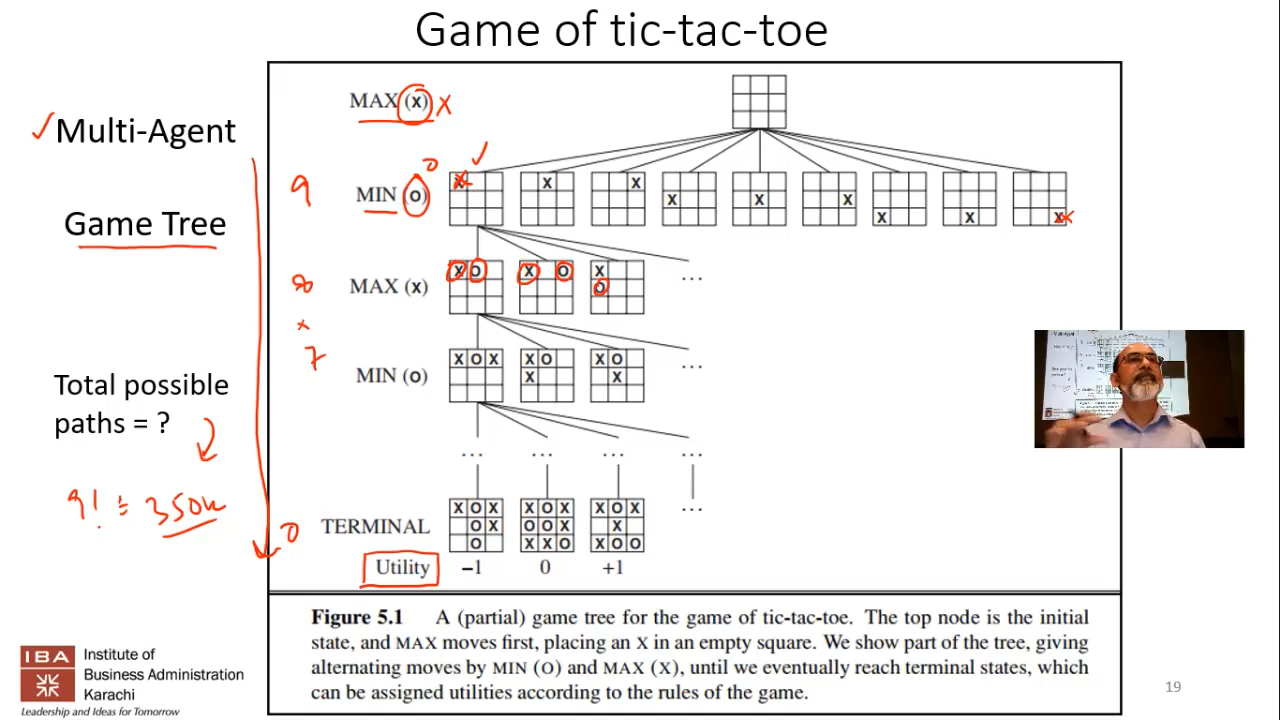 Game of tic-tac-toe
MAX (X) X
✓ Multi-Agent
9 MIN (O) O
Game Tree
X X X X X X X X X
8 MAX (X)
X O X O X O ...
×
7 MIN (O)
X O X X O X X O X ...
Total possible
paths = ?
9! ≐ 350k
... ... ... ...
TERMINAL
X O X X O X X O X ...
O X O O X X
O X X O X O O
0
Utility −1 0 +1
Figure 5.1 A (partial) game tree for the game of tic-tac-toe. The top node is the initial
state, and MAX moves first, placing an X in an empty square. We show part of the tree, giving
alternating moves by MIN (O) and MAX (X), until we eventually reach terminal states, which
can be assigned utilities according to the rules of the game.
IBA
Institute of
Business Administration
Karachi
Leadership and Ideas for Tomorrow
19